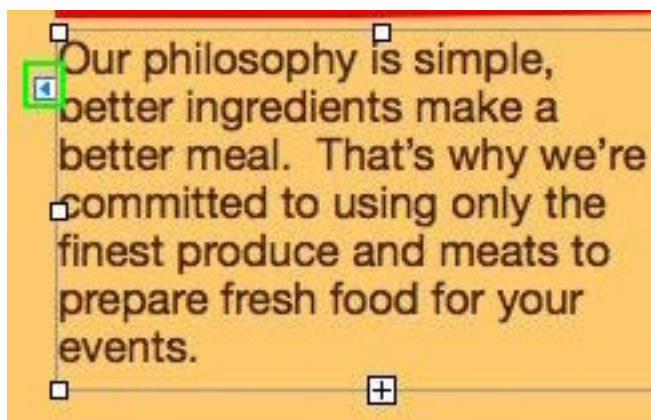 Our philosophy is simple,
better ingredients make a
better meal.  That's why we're
committed to using only the
finest produce and meats to
prepare fresh food for your
events.